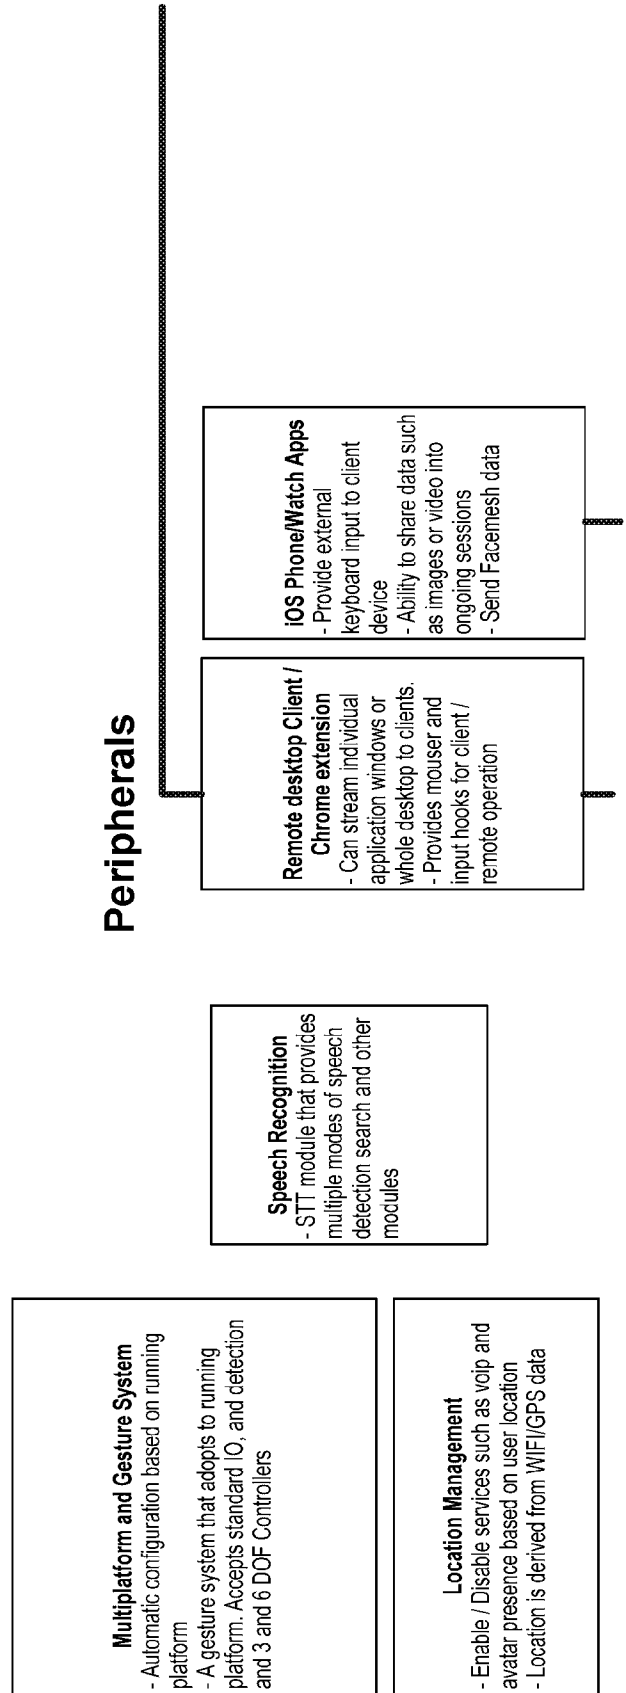 Peripherals
Multiplatform and Gesture System
- Automatic configuration based on running
platform
- A gesture system that adopts to running
platform. Accepts standard IO, and detection
and 3 and 6 DOF Controllers
Location Management
- Enable / Disable services such as voip and
avatar presence based on user location
- Location is derived from WIFI/GPS data
Speech Recognition
- STT module that provides
multiple modes of speech
detection search and other
modules
Remote desktop Client /
Chrome extension
- Can stream individual
application windows or
whole desktop to clients.
- Provides mouser and
input hooks for client /
remote operation
iOS Phone/Watch Apps
- Provide external
keyboard input to client
device
- Ability to share data such
as images or video into
ongoing sessions
- Send Facemesh data